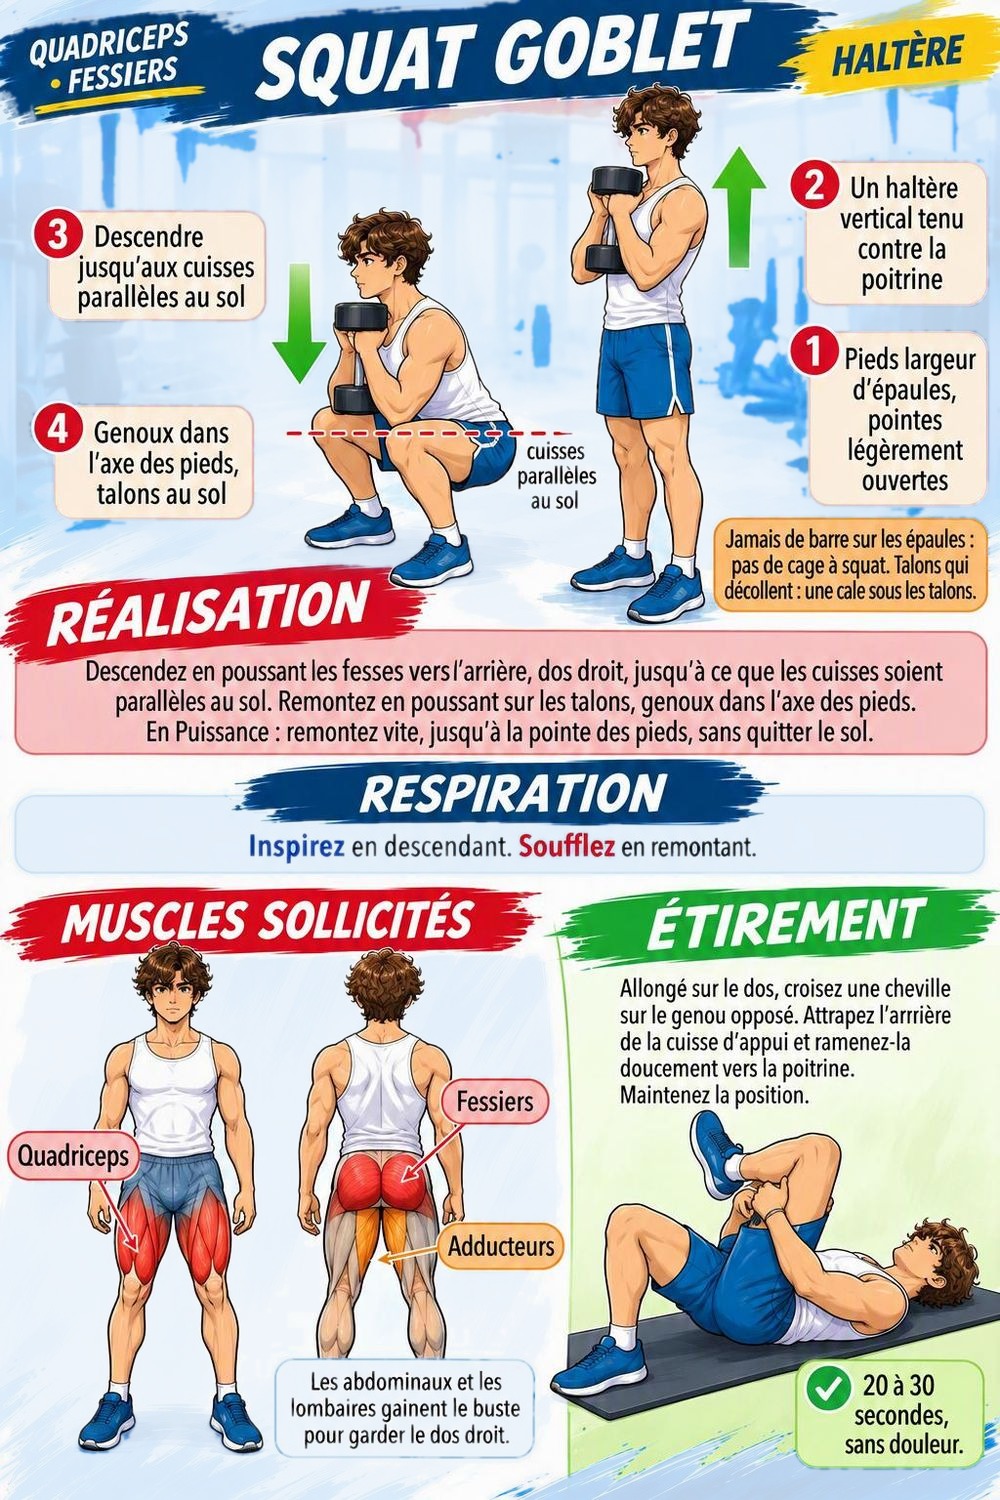 QUADRICEPS
• FESSIERS
SQUAT GOBLET
HALTÈRE
3 Descendre
jusqu'aux cuisses
parallèles au sol
2 Un haltère
vertical tenu
contre la
poitrine
1 Pieds largeur
d'épaules,
pointes
légèrement
ouvertes
4 Genoux dans
l'axe des pieds,
talons au sol
cuisses
parallèles
au sol
Jamais de barre sur les épaules :
pas de cage à squat. Talons qui
décollent : une cale sous les talons.
RÉALISATION
Descendez en poussant les fesses vers l'arrière, dos droit, jusqu'à ce que les cuisses soient
parallèles au sol. Remontez en poussant sur les talons, genoux dans l'axe des pieds.
En Puissance : remontez vite, jusqu'à la pointe des pieds, sans quitter le sol.
RESPIRATION
Inspirez en descendant. Soufflez en remontant.
MUSCLES SOLLICITÉS
Quadriceps
Fessiers
Adducteurs
Les abdominaux et les
lombaires gainent le buste
pour garder le dos droit.
ÉTIREMENT
Allongé sur le dos, croisez une cheville
sur le genou opposé. Attrapez l'arrrière
de la cuisse d'appui et ramenez-la
doucement vers la poitrine.
Maintenez la position.
20 à 30
secondes,
sans douleur.